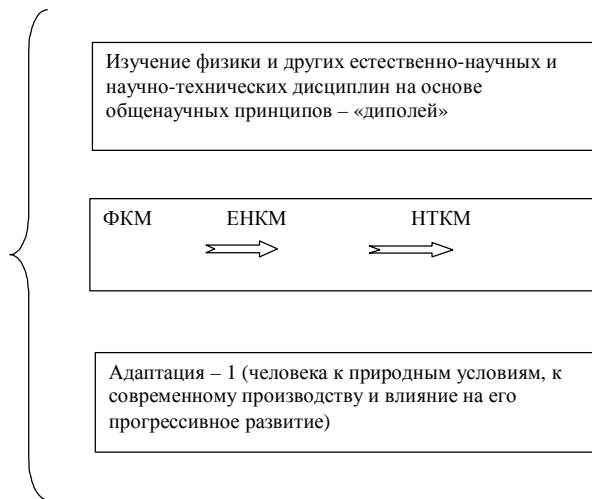 Изучение физики и других естественно-научных и
научно-технических дисциплин на основе
общенаучных принципов – «диполей»
ФКМ ЕНКМ НТКМ
Адаптация – 1 (человека к природным условиям, к
современному производству и влияние на его
прогрессивное развитие)